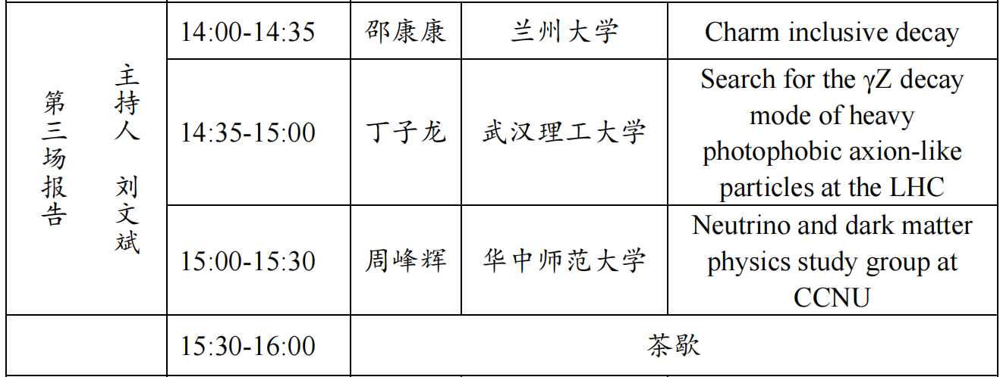 第三场报告
主持人 刘文斌
14:00-14:35 邵康康 兰州大学 Charm inclusive decay
14:35-15:00 丁子龙 武汉理工大学 Search for the γZ decay
mode of heavy
photophobic axion-like
particles at the LHC
15:00-15:30 周峰辉 华中师范大学 Neutrino and dark matter
physics study group at
CCNU
15:30-16:00 茶歇